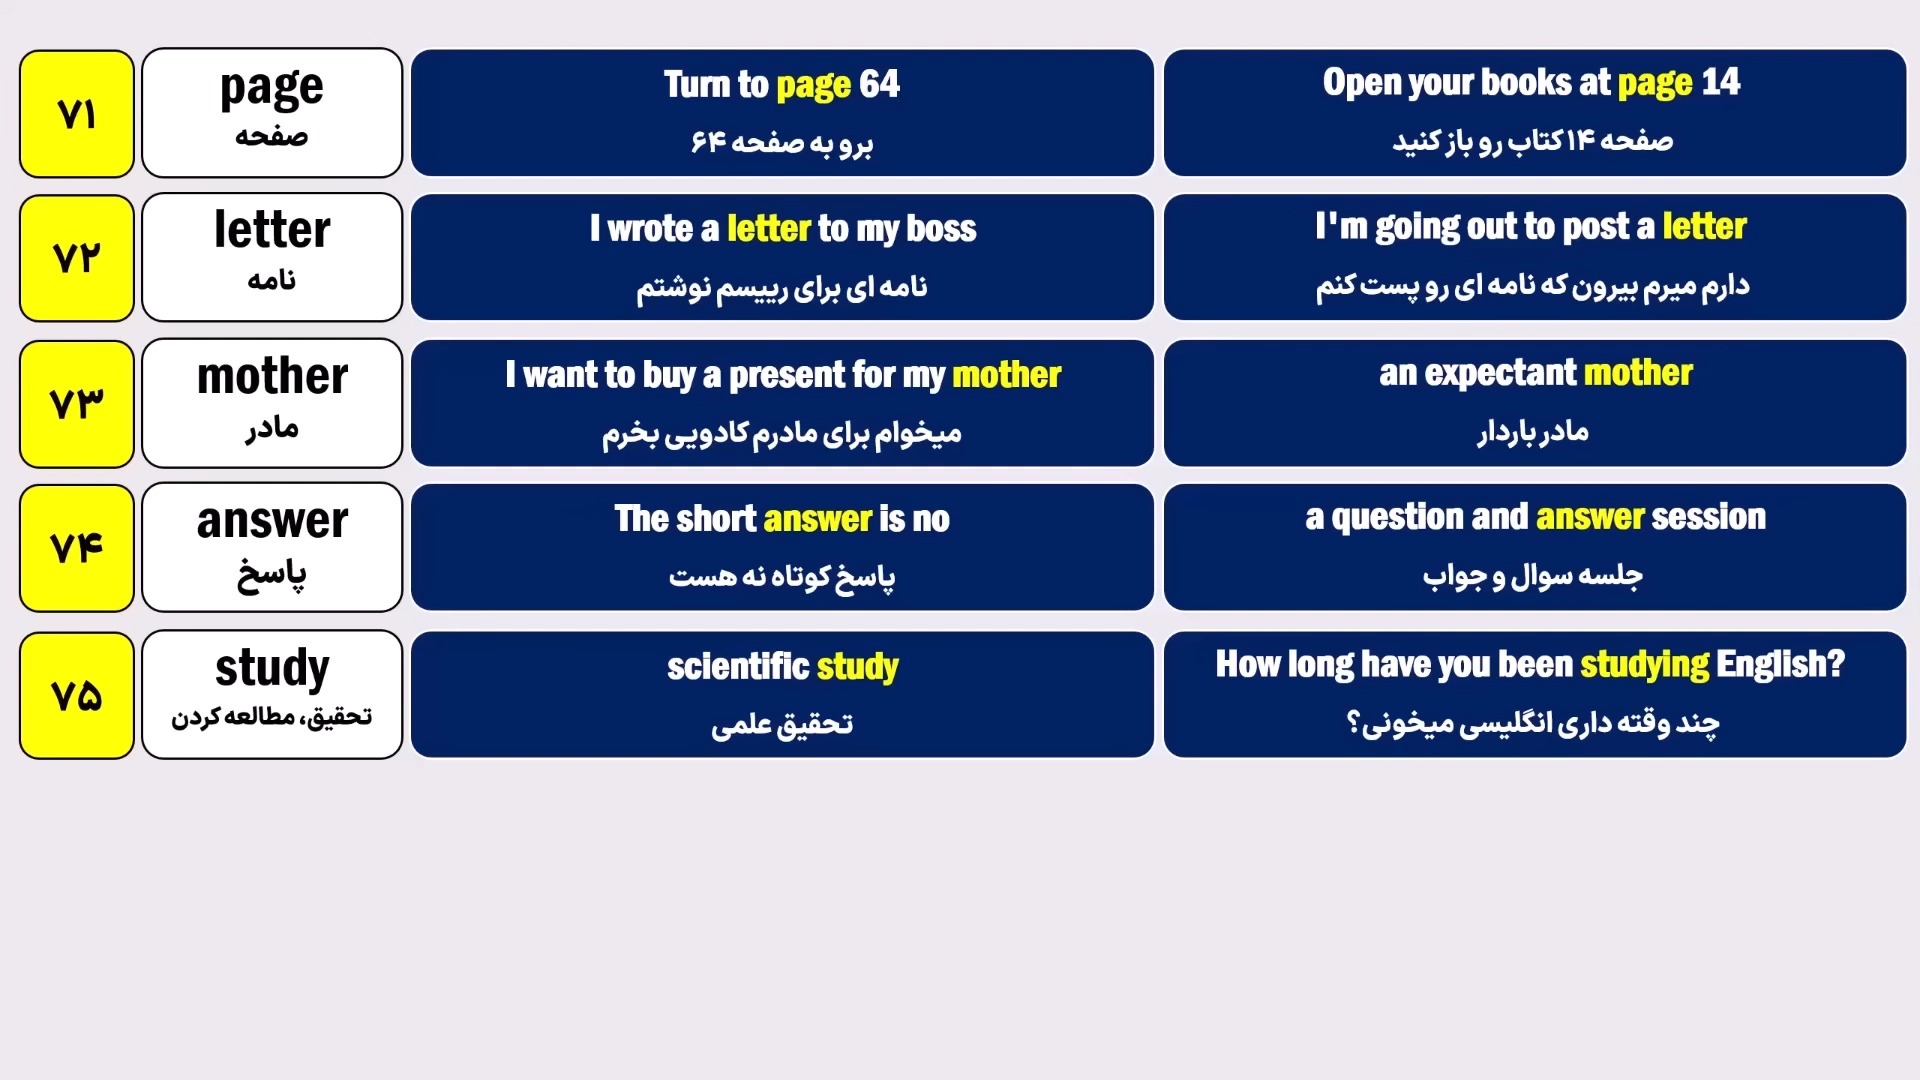 ۷۱
page
صفحه
Turn to page 64
برو به صفحه ۶۴
Open your books at page 14
صفحه ۱۴ کتاب رو باز کنید
۷۲
letter
نامه
I wrote a letter to my boss
نامه ای برای رییسم نوشتم
I'm going out to post a letter
دارم میرم بیرون که نامه ای رو پست کنم
۷۳
mother
مادر
I want to buy a present for my mother
میخوام برای مادرم کادویی بخرم
an expectant mother
مادر باردار
۷۴
answer
پاسخ
The short answer is no
پاسخ کوتاه نه هست
a question and answer session
جلسه سوال و جواب
۷۵
study
تحقیق، مطالعه کردن
scientific study
تحقیق علمی
How long have you been studying English?
چند وقته داری انگلیسی میخونی؟